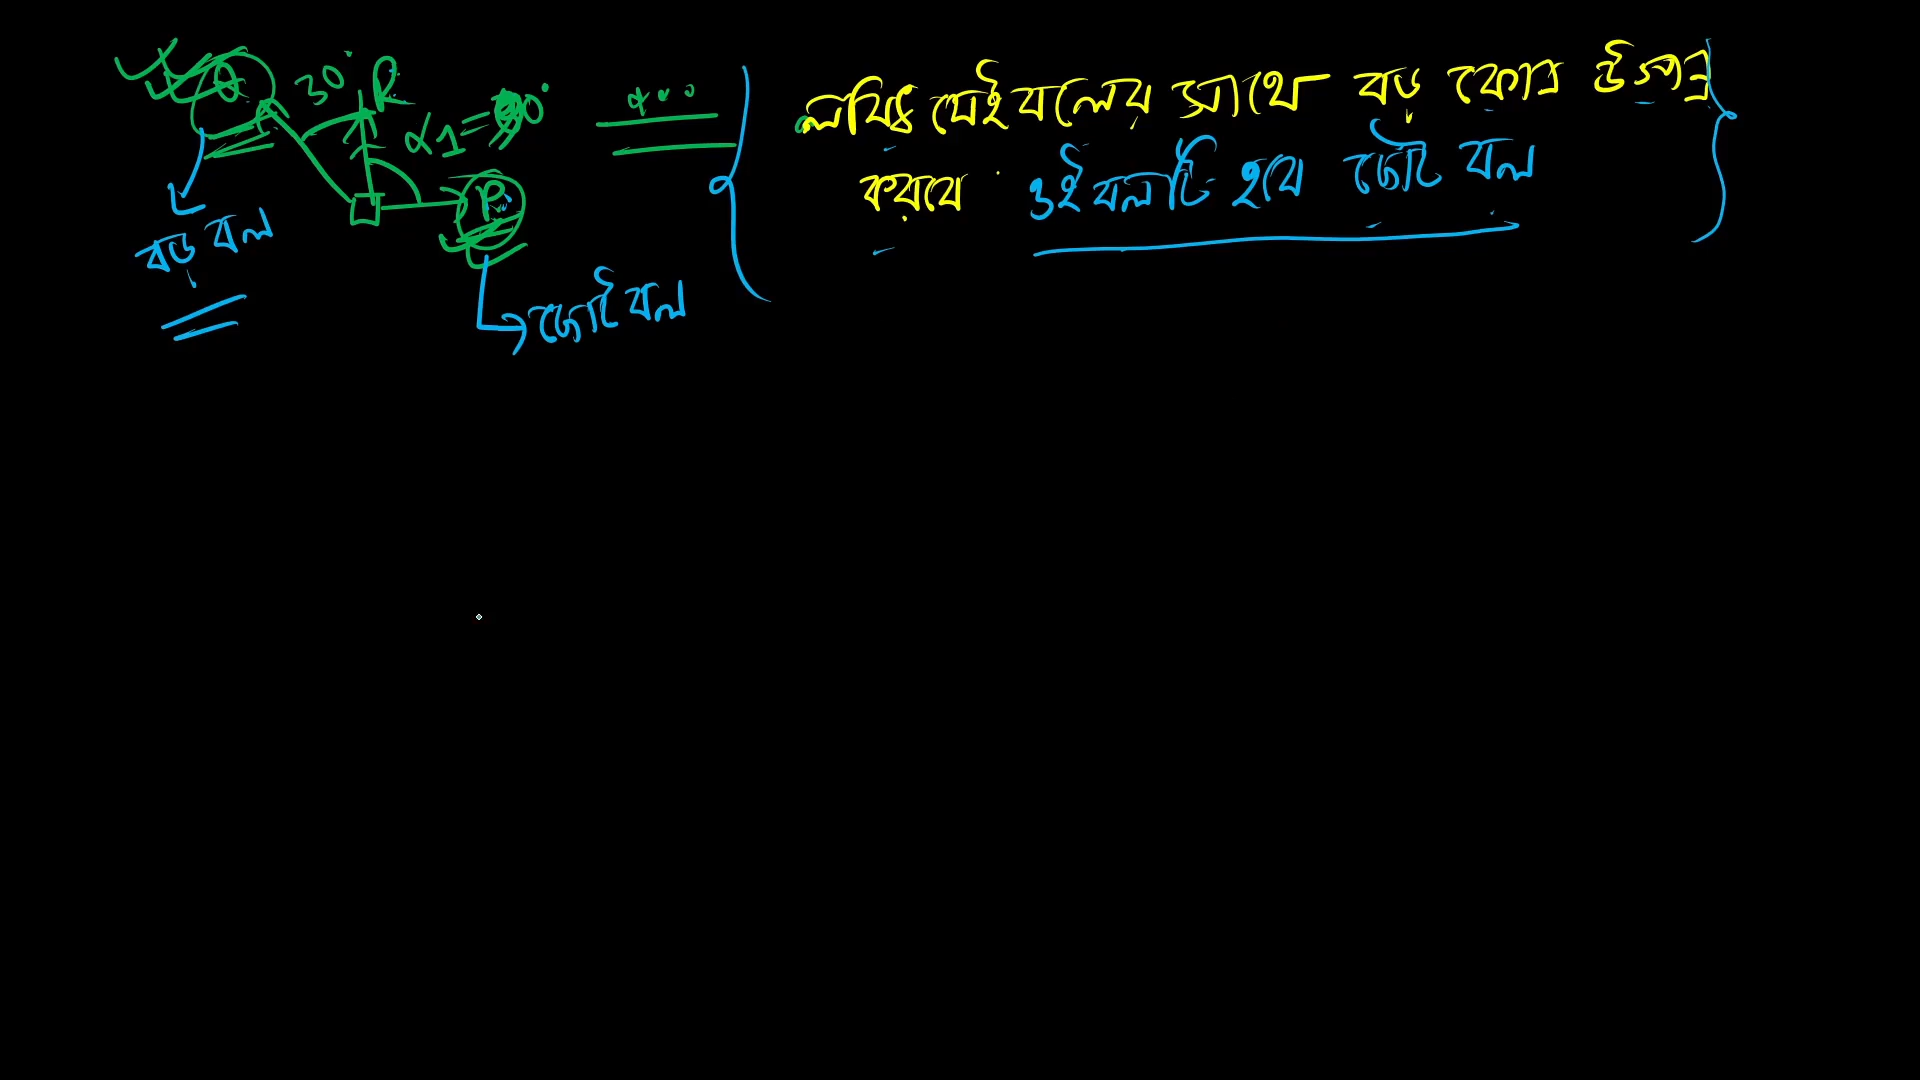 Q 30° R
α1 = 90°
P
বড় বল
ছোট বল
লব্ধি যেই বলের সাথে বড় কোন উৎপন্ন
করবে ওই বলটি হবে ছোট বল